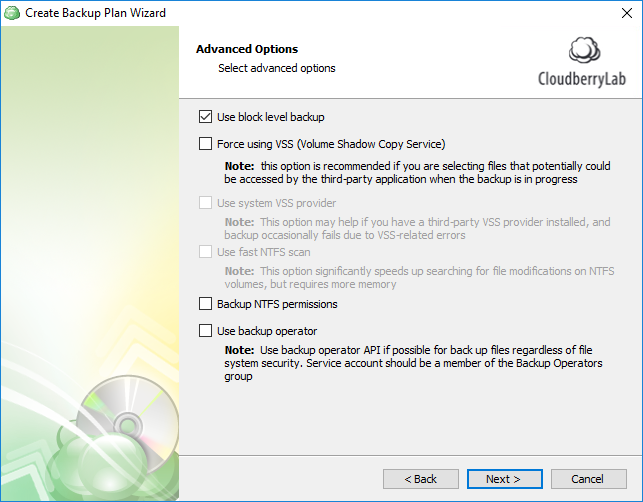 Create Backup Plan Wizard
Advanced Options
Select advanced options
CloudberryLab
Use block level backup
Force using VSS (Volume Shadow Copy Service)
Note: this option is recommended if you are selecting files that potentially could
be accessed by the third-party application when the backup is in progress
Use system VSS provider
Note: This option may help if you have a third-party VSS provider installed, and
backup occasionally fails due to VSS-related errors
Use fast NTFS scan
Note: This option significantly speeds up searching for file modifications on NTFS
volumes, but requires more memory
Backup NTFS permissions
Use backup operator
Note: Use backup operator API if possible for back up files regardless of file
system security. Service account should be a member of the Backup Operators
group
< Back
Next >
Cancel